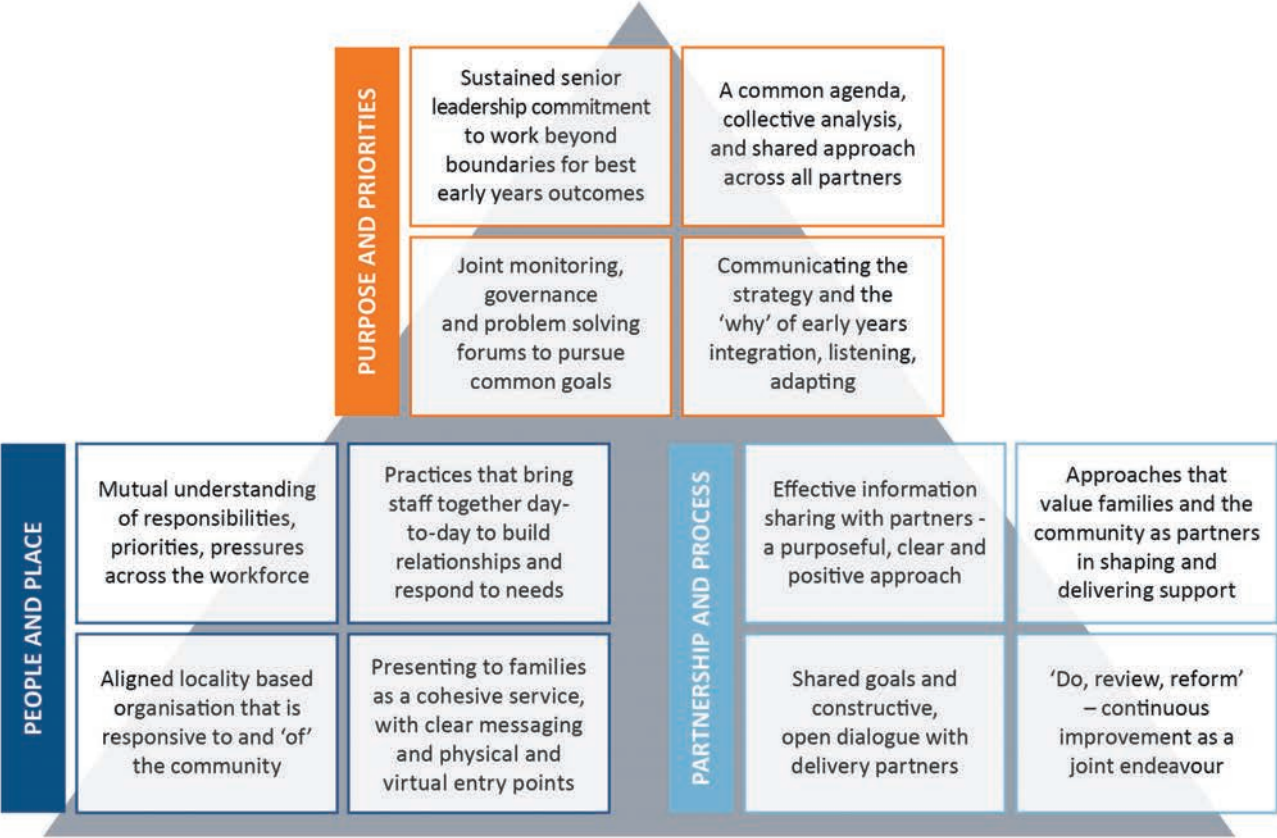 PURPOSE AND PRIORITIES
Sustained senior
leadership commitment
to work beyond
boundaries for best
early years outcomes
A common agenda,
collective analysis,
and shared approach
across all partners
Joint monitoring,
governance
and problem solving
forums to pursue
common goals
Communicating the
strategy and the
‘why’ of early years
integration, listening,
adapting
PEOPLE AND PLACE
Mutual understanding
of responsibilities,
priorities, pressures
across the workforce
Practices that bring
staff together day-
to-day to build
relationships and
respond to needs
Aligned locality based
organisation that is
responsive to and ‘of’
the community
Presenting to families
as a cohesive service,
with clear messaging
and physical and
virtual entry points
PARTNERSHIP AND PROCESS
Effective information
sharing with partners -
a purposeful, clear and
positive approach
Approaches that
value families and the
community as partners
in shaping and
delivering support
Shared goals and
constructive,
open dialogue with
delivery partners
‘Do, review, reform’
– continuous
improvement as a
joint endeavour